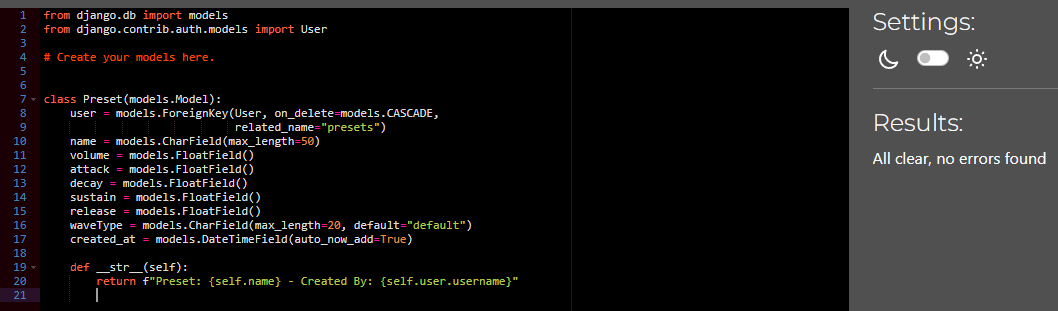 1 from django.db import models
2 from django.contrib.auth.models import User
3
4 # Create your models here.
5
6
7 class Preset(models.Model):
8     user = models.ForeignKey(User, on_delete=models.CASCADE,
9                              related_name="presets")
10     name = models.CharField(max_length=50)
11     volume = models.FloatField()
12     attack = models.FloatField()
13     decay = models.FloatField()
14     sustain = models.FloatField()
15     release = models.FloatField()
16     waveType = models.CharField(max_length=20, default="default")
17     created_at = models.DateTimeField(auto_now_add=True)
18
19     def __str__(self):
20         return f"Preset: {self.name} - Created By: {self.user.username}"
21
Settings:
Results:
All clear, no errors found